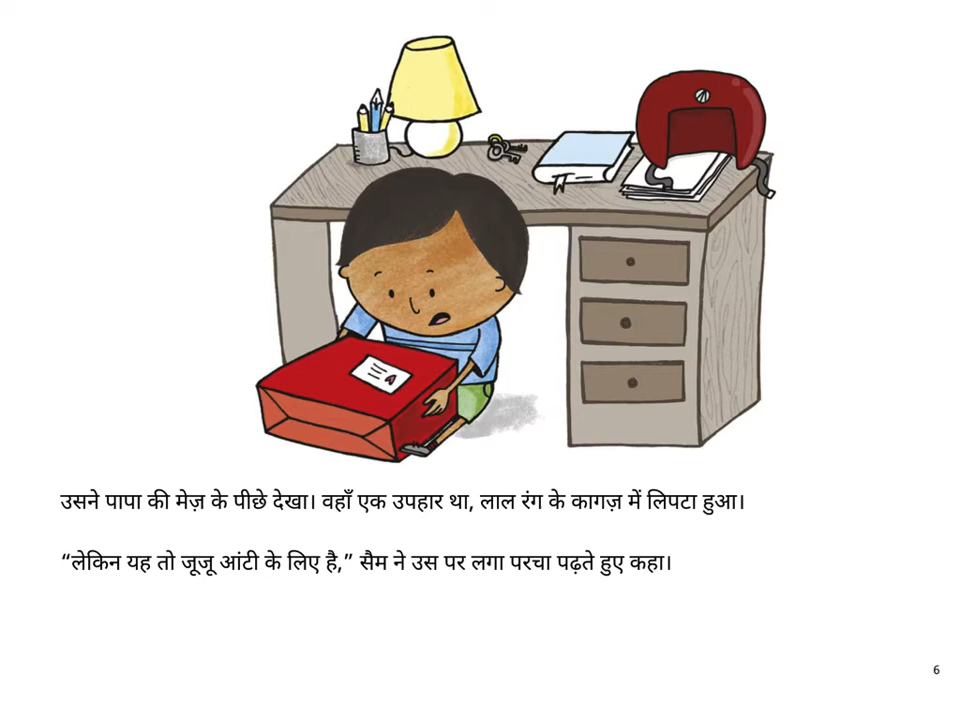 उसने पापा की मेज़ के पीछे देखा। वहाँ एक उपहार था, लाल रंग के कागज़ में लिपटा हुआ।
“लेकिन यह तो जूजू आंटी के लिए है,” सैम ने उस पर लगा परचा पढ़ते हुए कहा।
6